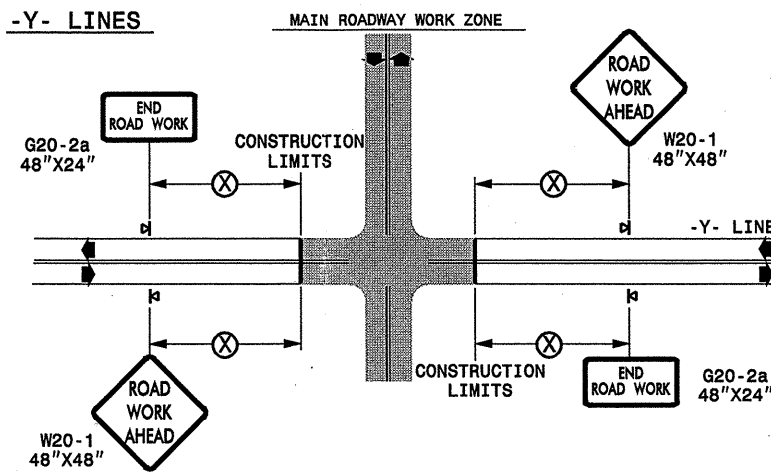 -Y- LINES
MAIN ROADWAY WORK ZONE
END
ROAD WORK
G20-2a
48"X24"
CONSTRUCTION
LIMITS
ROAD
WORK
AHEAD
W20-1
48"X48"
X
X
-Y- LINE
X
X
CONSTRUCTION
LIMITS
ROAD
WORK
AHEAD
W20-1
48"X48"
END
ROAD WORK
G20-2a
48"X24"